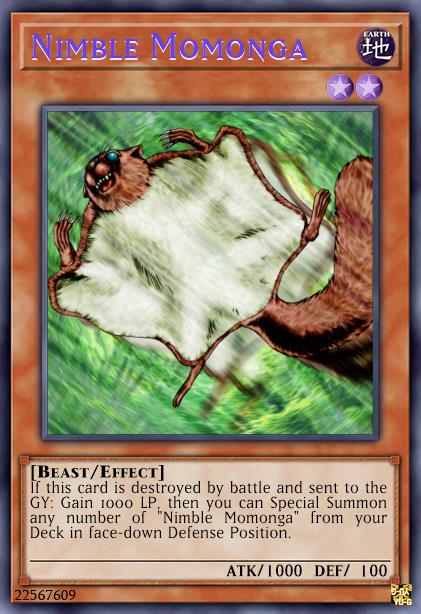 Nimble Momonga
EARTH
地
[Beast/Effect]
If this card is destroyed by battle and sent to the
GY: Gain 1000 LP, then you can Special Summon
any number of "Nimble Momonga" from your
Deck in face-down Defense Position.
ATK/1000 DEF/ 100
22567609